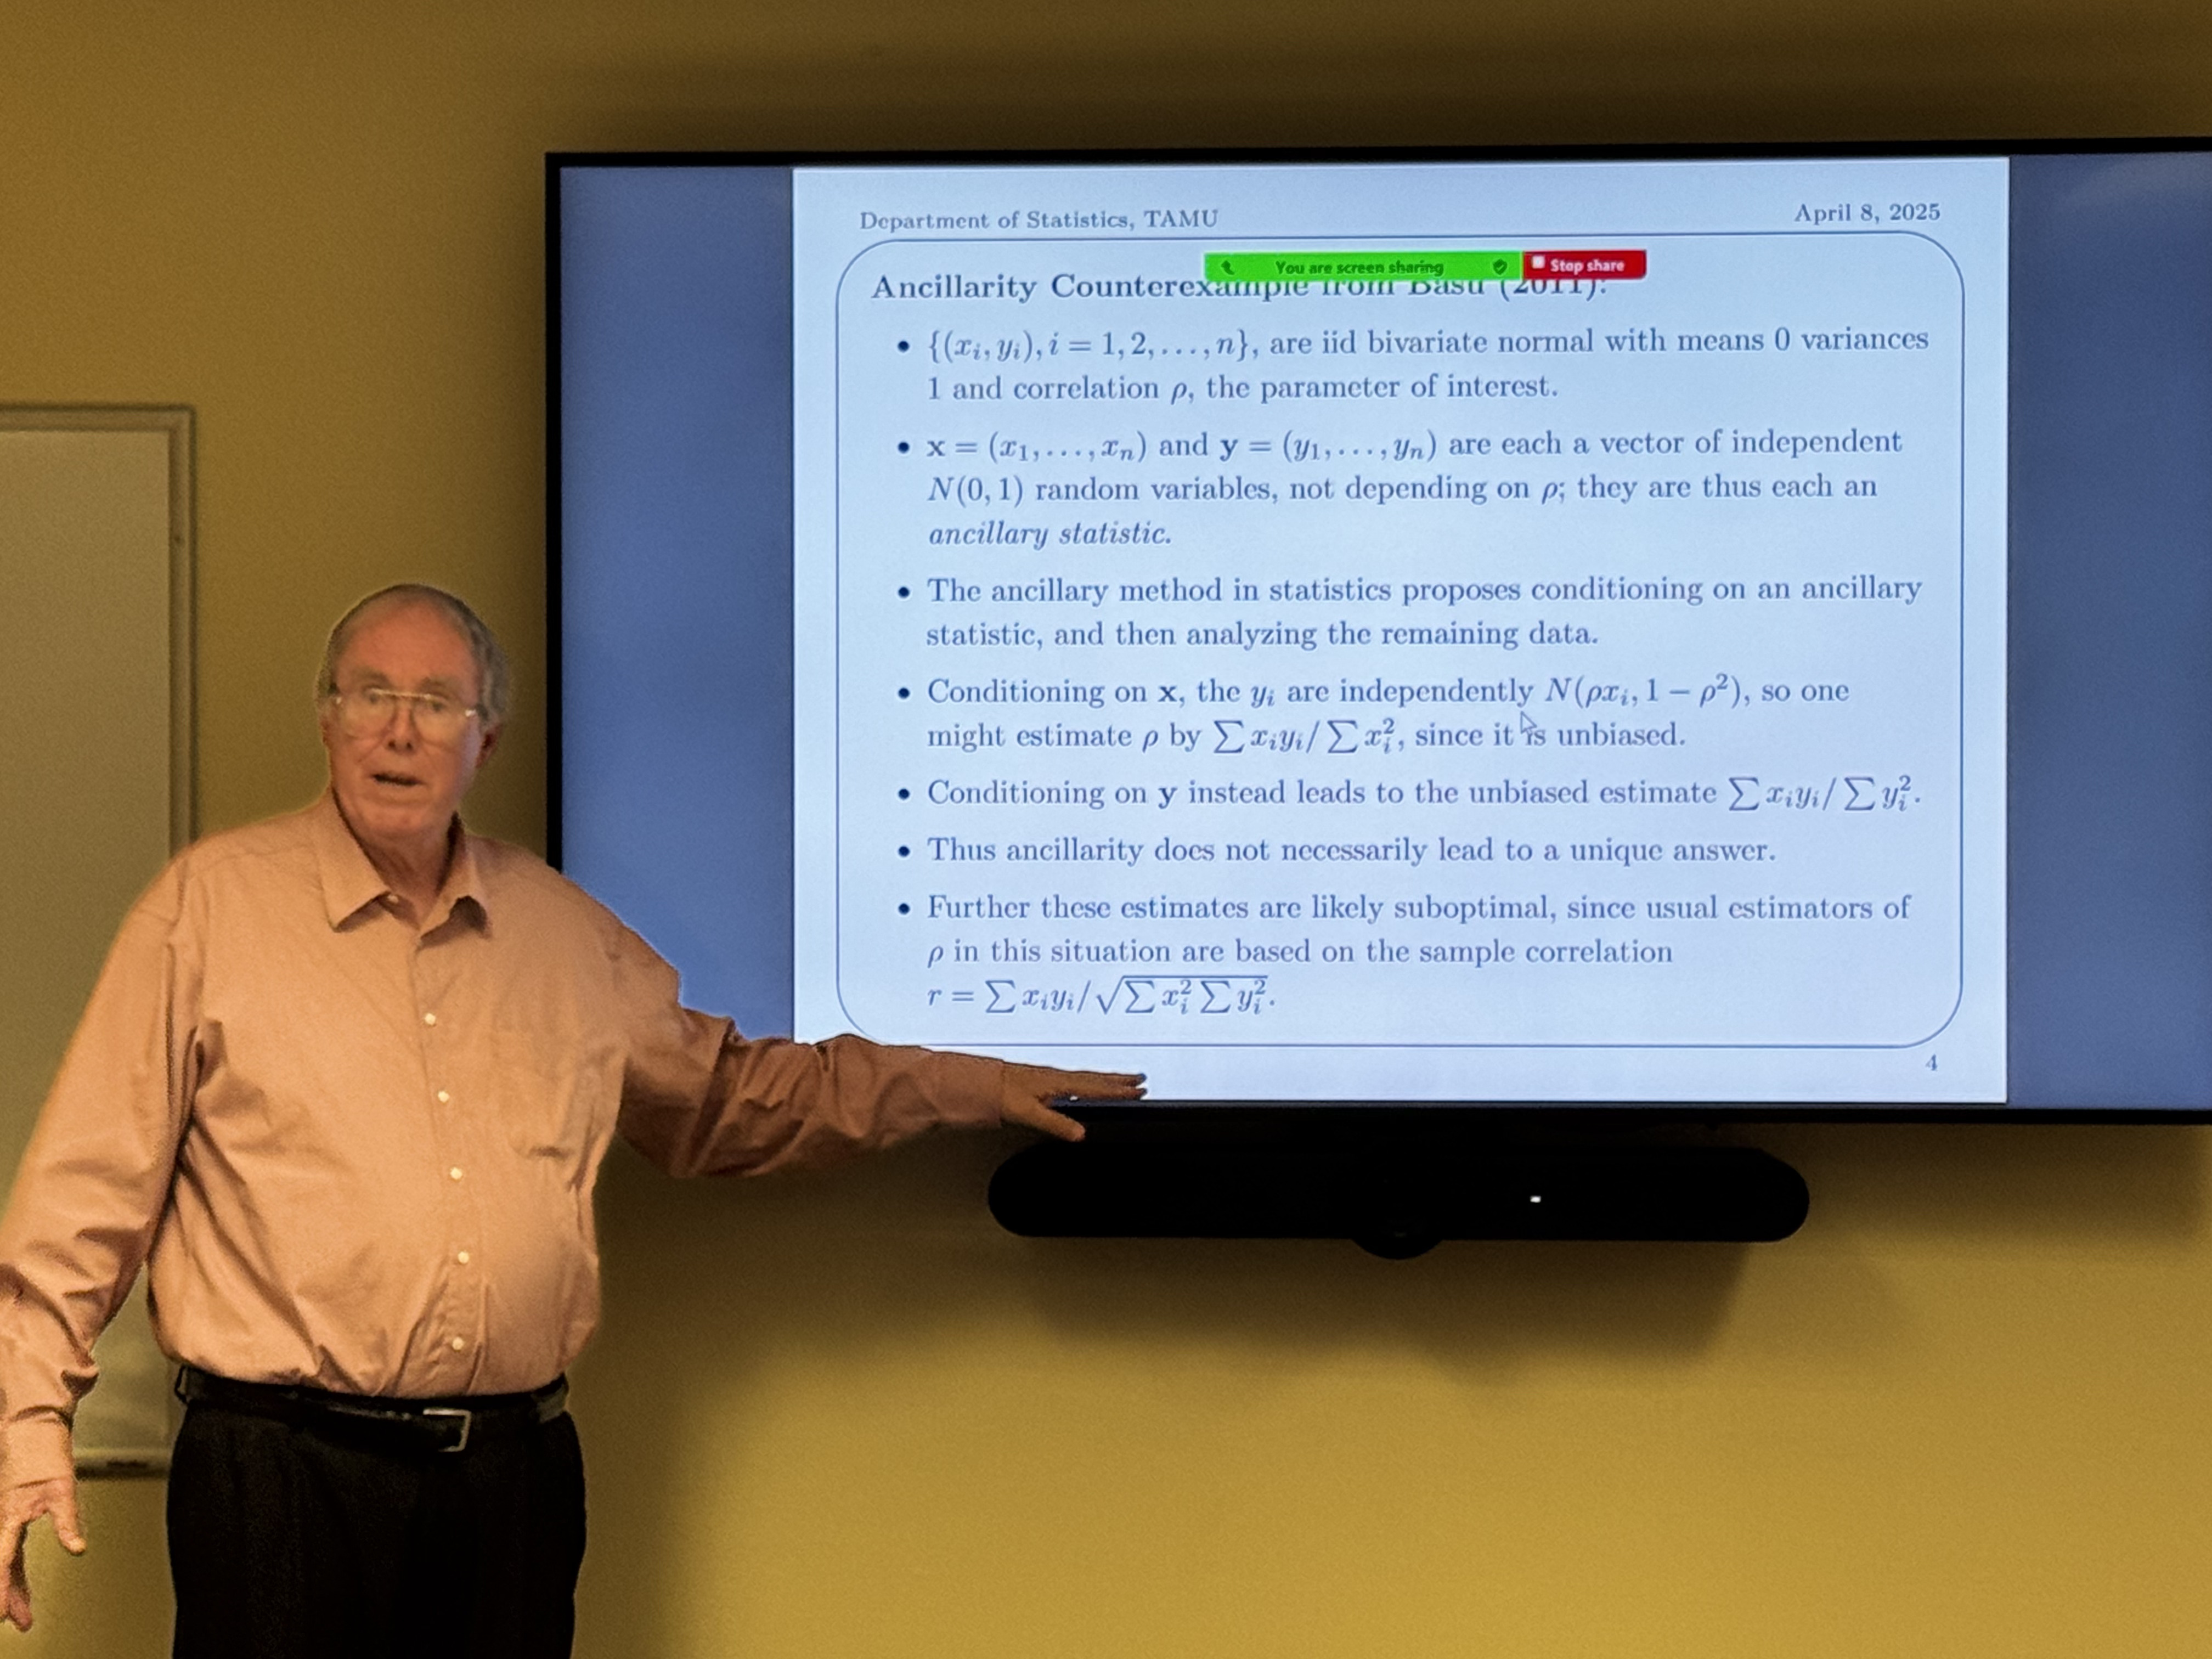 Department of Statistics, TAMU
April 8, 2025
You are screen sharing
Stop share
Ancillarity Counterexample from Basu (2011):
• {(xᵢ, yᵢ), i = 1, 2, . . . , n}, are iid bivariate normal with means 0 variances
1 and correlation ρ, the parameter of interest.
• x = (x₁, . . . , xₙ) and y = (y₁, . . . , yₙ) are each a vector of independent
N(0, 1) random variables, not depending on ρ; they are thus each an
ancillary statistic.
• The ancillary method in statistics proposes conditioning on an ancillary
statistic, and then analyzing the remaining data.
• Conditioning on x, the yᵢ are independently N(ρxᵢ, 1 − ρ²), so one
might estimate ρ by ∑ xᵢyᵢ/ ∑ xᵢ², since it is unbiased.
• Conditioning on y instead leads to the unbiased estimate ∑ xᵢyᵢ/ ∑ yᵢ².
• Thus ancillarity does not necessarily lead to a unique answer.
• Further these estimates are likely suboptimal, since usual estimators of
ρ in this situation are based on the sample correlation
r = ∑ xᵢyᵢ/√(∑ xᵢ² ∑ yᵢ²).
4